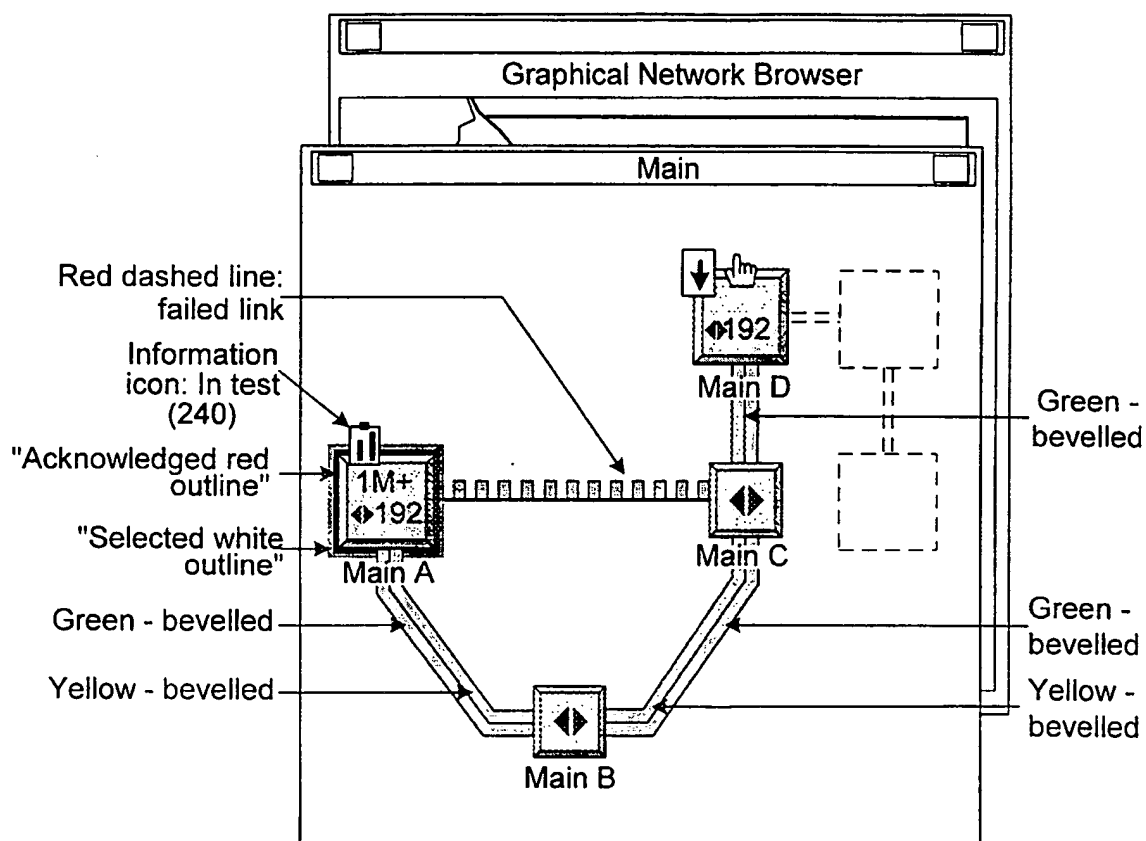 Graphical Network Browser
Main
Red dashed line:
failed link
Information
icon: In test
(240)
"Acknowledged red
outline"
"Selected white
outline"
Green - bevelled
Yellow - bevelled
192
Main D
1M+
192
Main A
Main C
Main B
Green -
bevelled
Green -
bevelled
Yellow -
bevelled